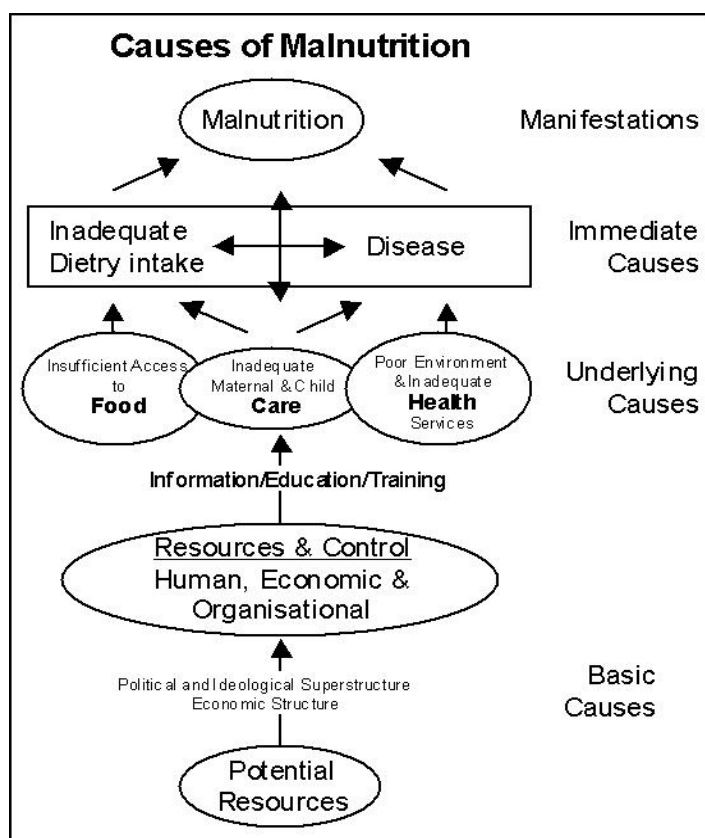 Causes of Malnutrition
Malnutrition
Manifestations
Inadequate
Dietry intake
Disease
Immediate
Causes
Insufficient Access
to
Food
Inadequate
Maternal & Child
Care
Poor Environment
& Inadequate
Health
Services
Underlying
Causes
Information/Education/Training
Resources & Control
Human, Economic &
Organisational
Political and Ideological Superstructure
Economic Structure
Basic
Causes
Potential
Resources